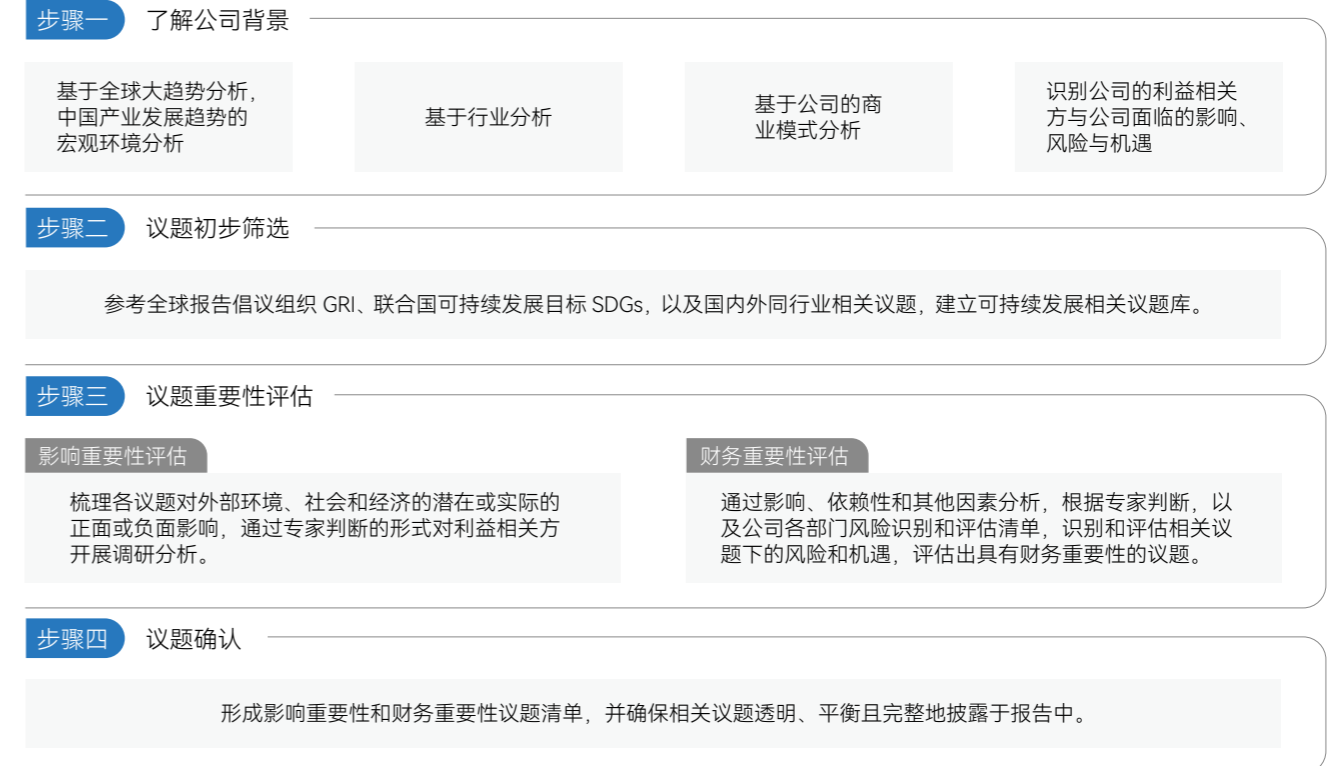 步骤一
了解公司背景
基于全球大趋势分析，
中国产业发展趋势的
宏观环境分析
基于行业分析
基于公司的商
业模式分析
识别公司的利益相关
方与公司面临的影响、
风险与机遇
步骤二
议题初步筛选
参考全球报告倡议组织 GRI、联合国可持续发展目标 SDGs，以及国内外同行业相关议题，建立可持续发展相关议题库。
步骤三
议题重要性评估
影响重要性评估
梳理各议题对外部环境、社会和经济的潜在或实际的
正面或负面影响，通过专家判断的形式对利益相关方
开展调研分析。
财务重要性评估
通过影响、依赖性和其他因素分析，根据专家判断，以
及公司各部门风险识别和评估清单，识别和评估相关议
题下的风险和机遇，评估出具有财务重要性的议题。
步骤四
议题确认
形成影响重要性和财务重要性议题清单，并确保相关议题透明、平衡且完整地披露于报告中。